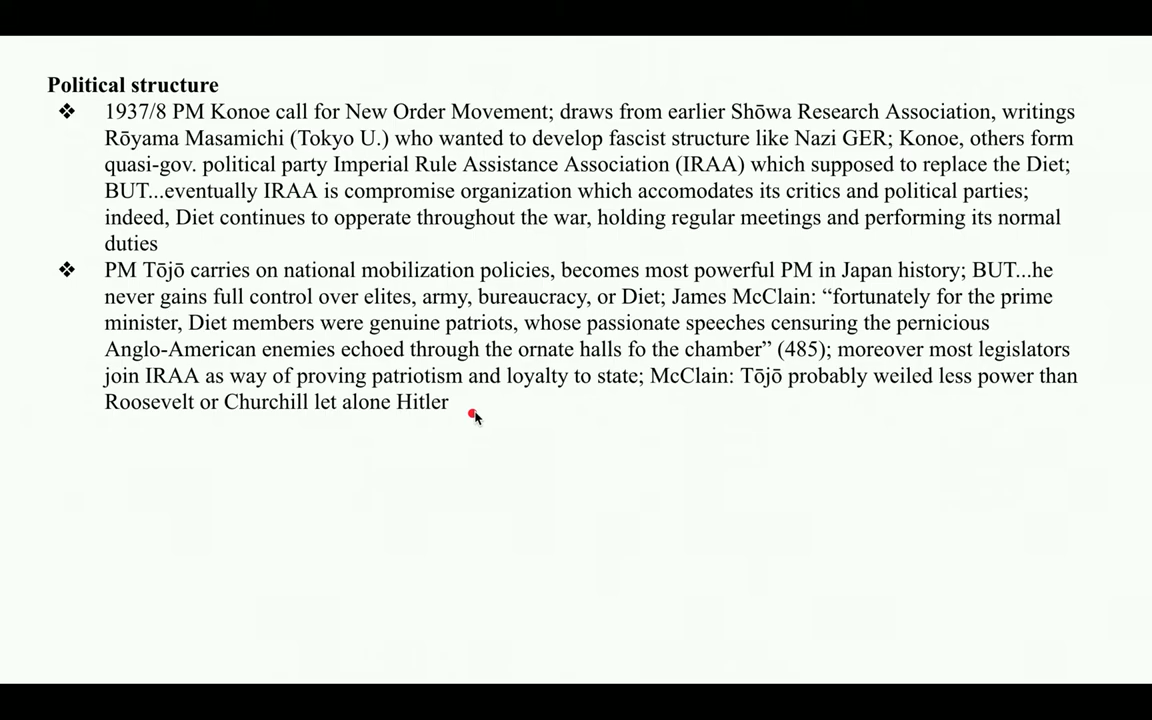 Political structure
❖ 1937/8 PM Konoe call for New Order Movement; draws from earlier Shōwa Research Association, writings
Rōyama Masamichi (Tokyo U.) who wanted to develop fascist structure like Nazi GER; Konoe, others form
quasi-gov. political party Imperial Rule Assistance Association (IRAA) which supposed to replace the Diet;
BUT...eventually IRAA is compromise organization which accomodates its critics and political parties;
indeed, Diet continues to opperate throughout the war, holding regular meetings and performing its normal
duties
❖ PM Tōjō carries on national mobilization policies, becomes most powerful PM in Japan history; BUT...he
never gains full control over elites, army, bureaucracy, or Diet; James McClain: “fortunately for the prime
minister, Diet members were genuine patriots, whose passionate speeches censuring the pernicious
Anglo-American enemies echoed through the ornate halls fo the chamber” (485); moreover most legislators
join IRAA as way of proving patriotism and loyalty to state; McClain: Tōjō probably weiled less power than
Roosevelt or Churchill let alone Hitler